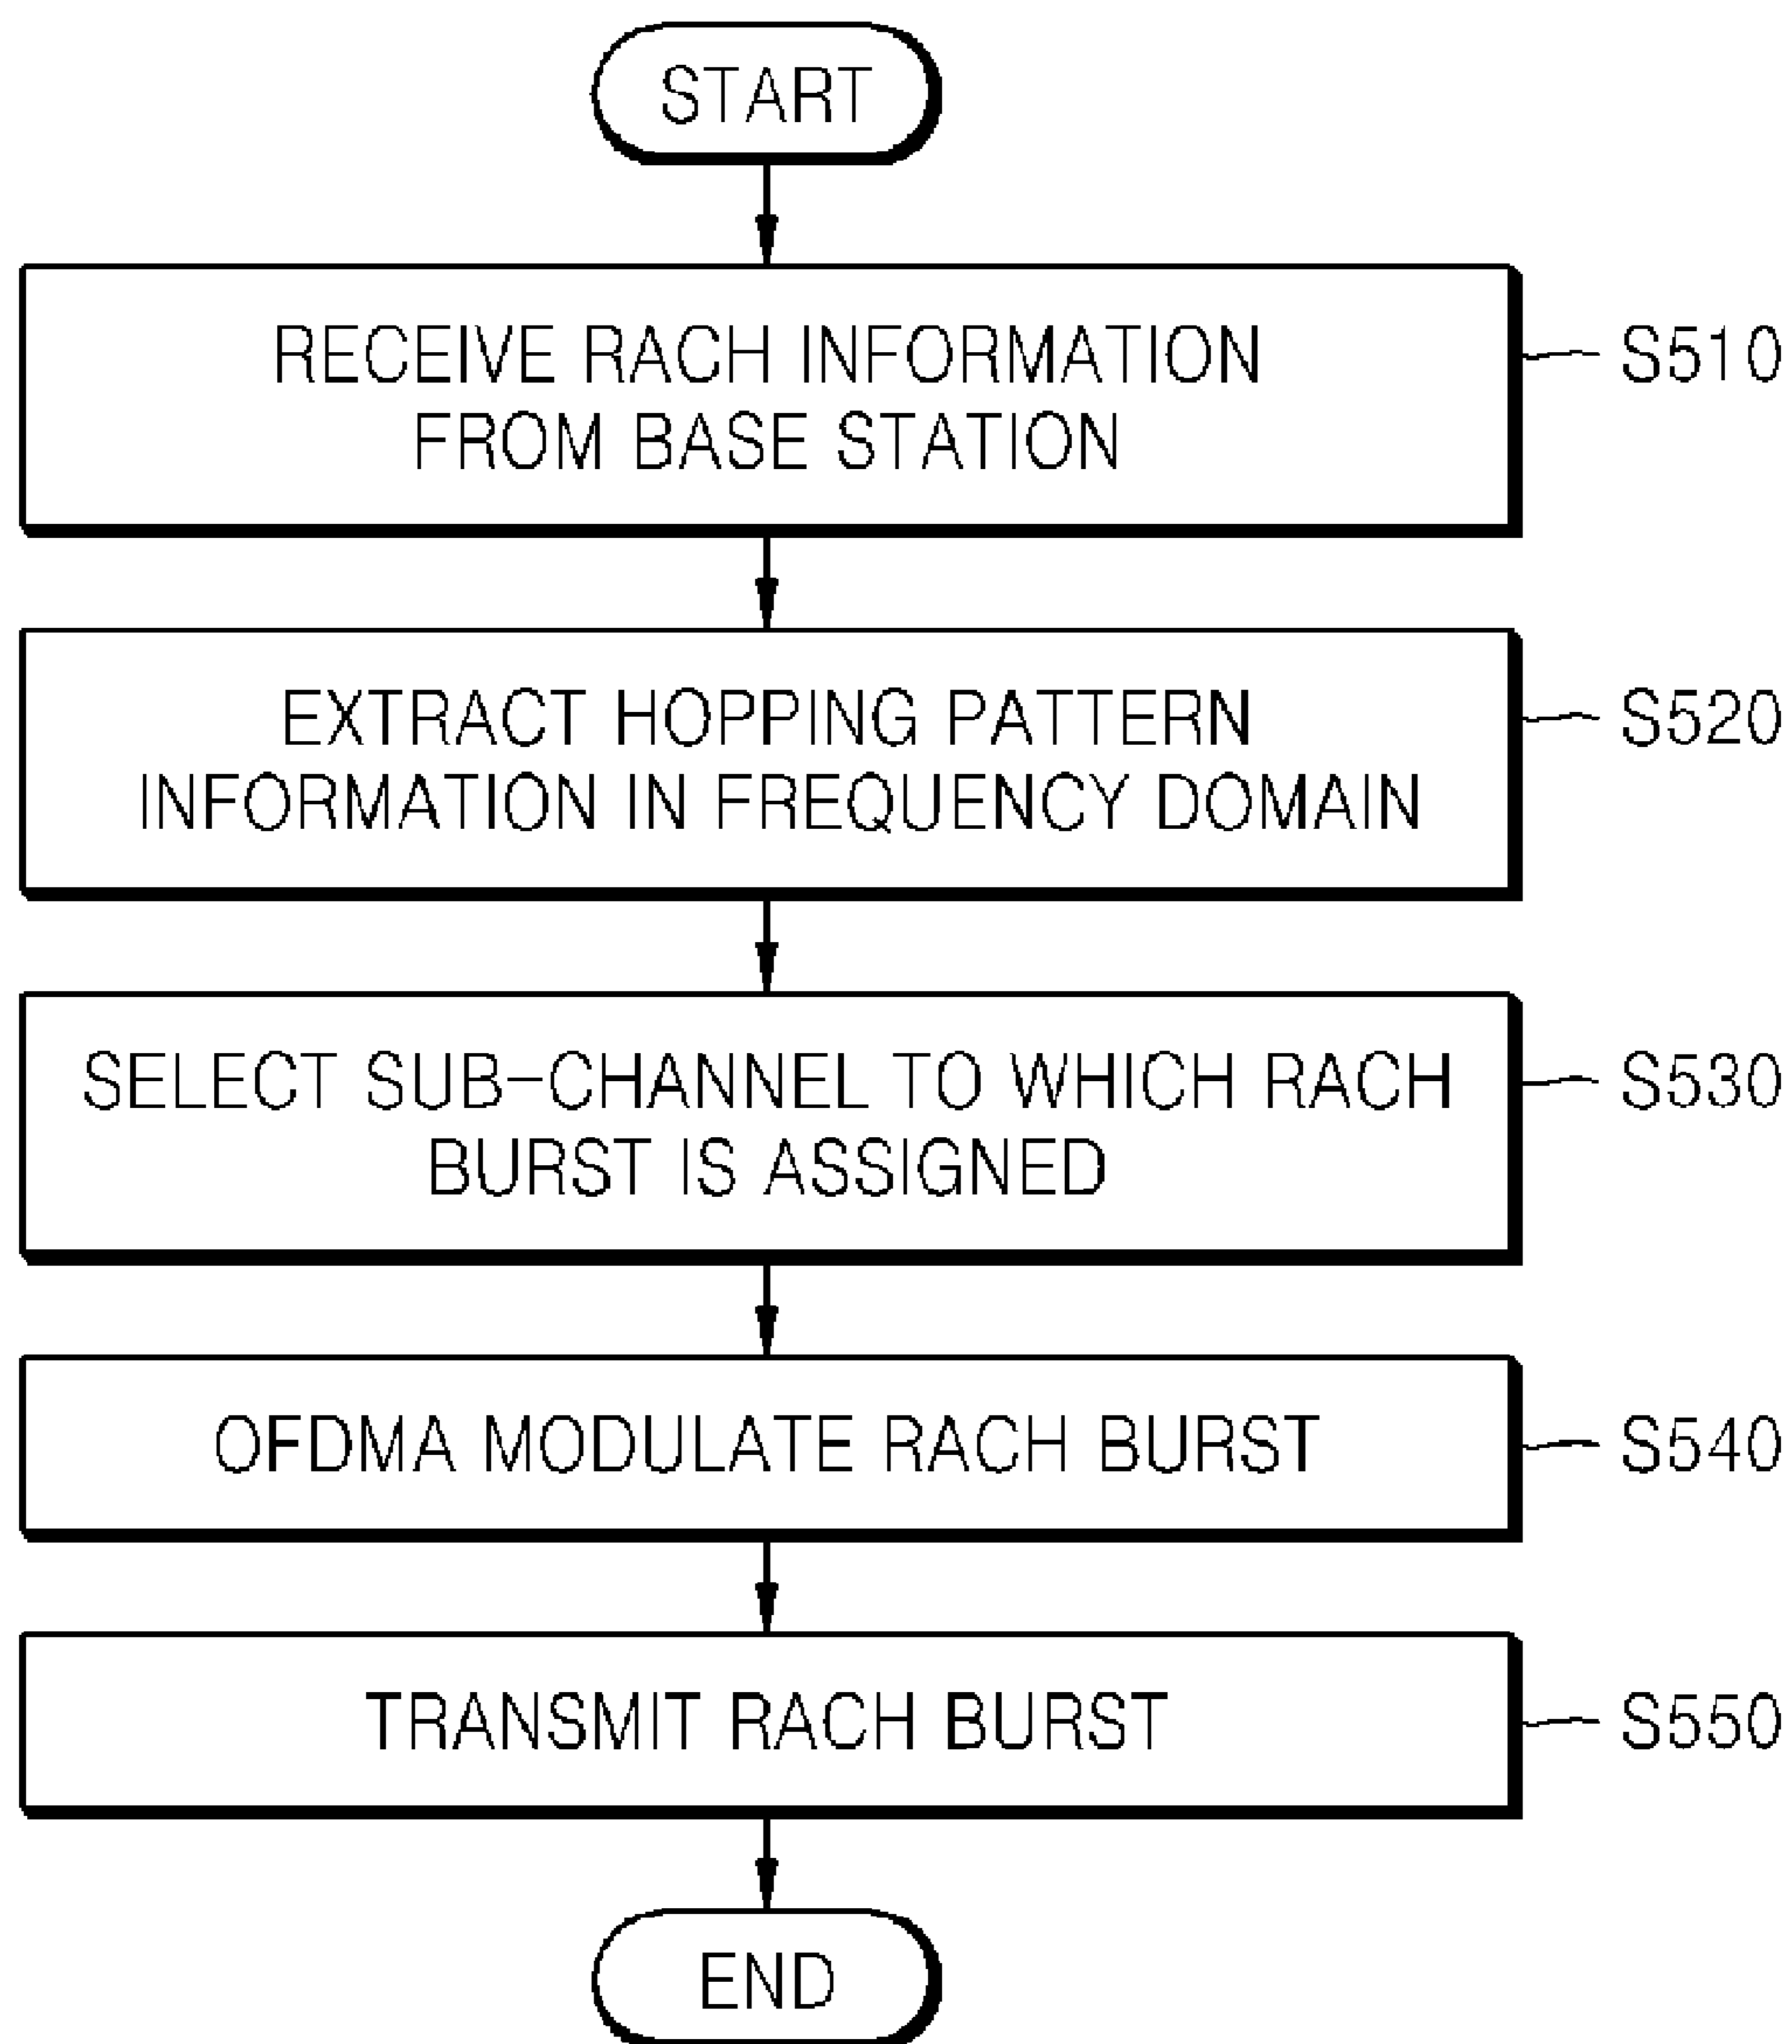 START
RECEIVE RACH INFORMATION
FROM BASE STATION
S510
EXTRACT HOPPING PATTERN
INFORMATION IN FREQUENCY DOMAIN
S520
SELECT SUB-CHANNEL TO WHICH RACH
BURST IS ASSIGNED
S530
OFDMA MODULATE RACH BURST
S540
TRANSMIT RACH BURST
S550
END